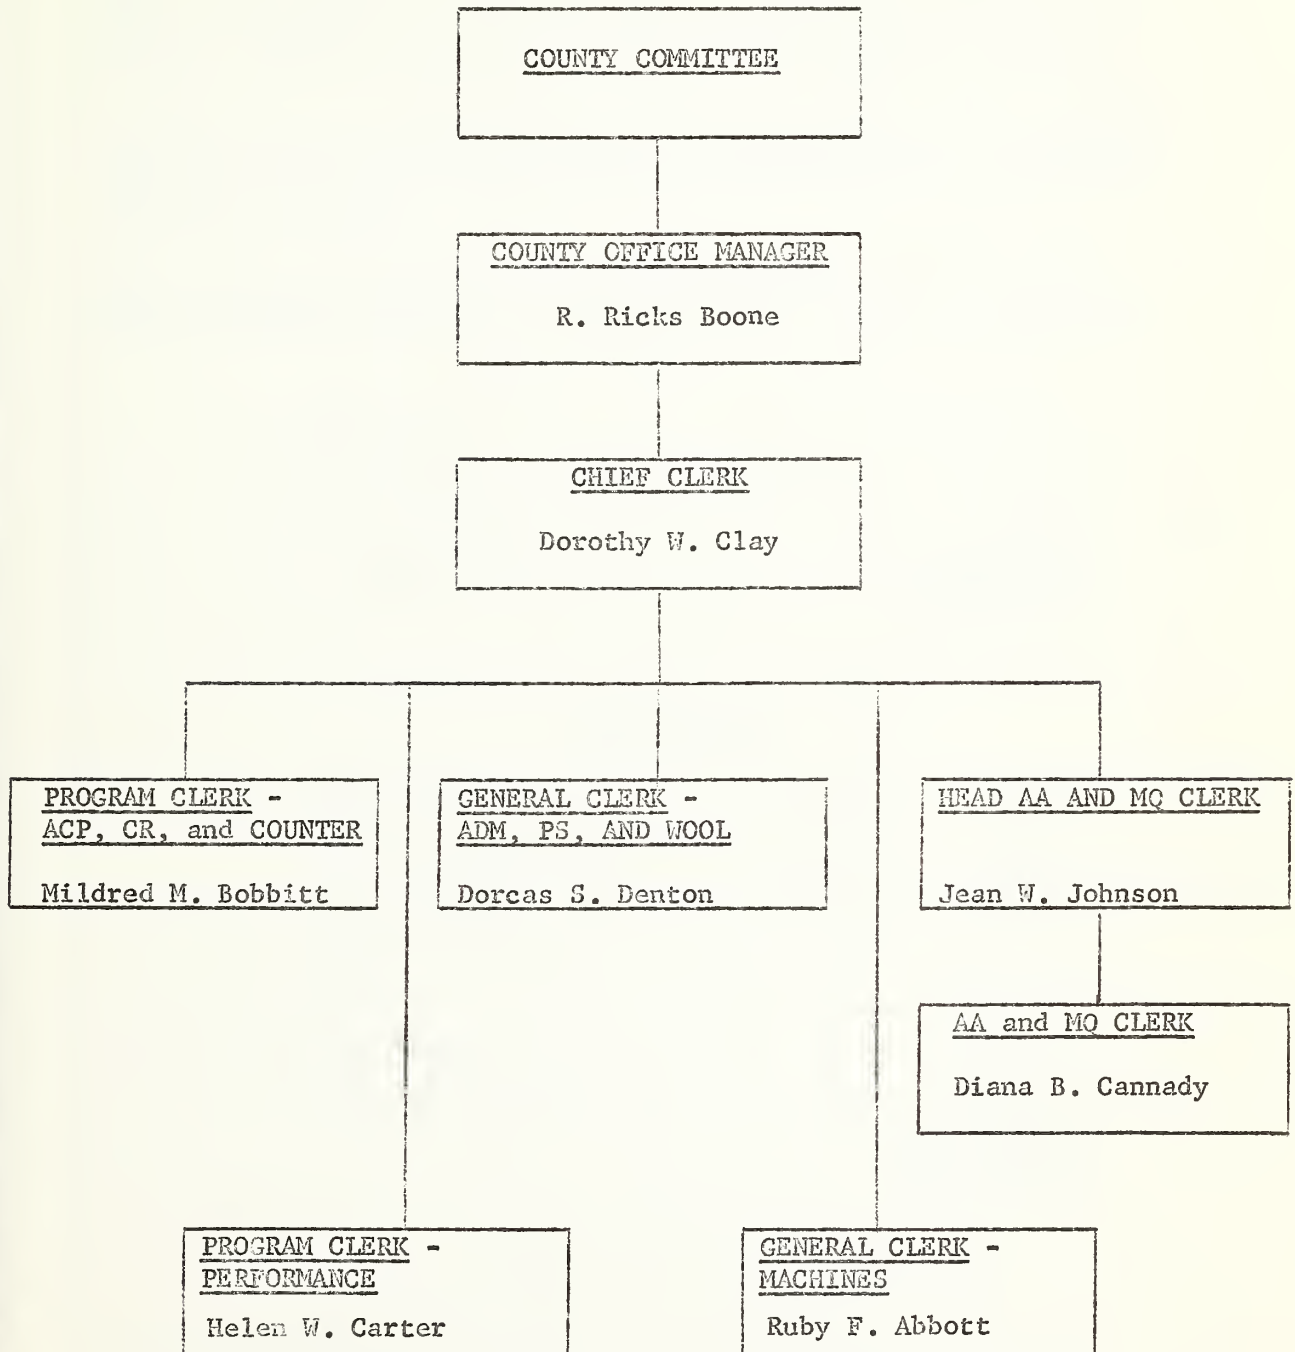 COUNTY COMMITTEE
COUNTY OFFICE MANAGER
R. Ricks Boone
CHIEF CLERK
Dorothy W. Clay
PROGRAM CLERK -
ACP, CR, and COUNTER
Mildred M. Bobbitt
GENERAL CLERK -
ADM, PS, AND WOOL
Dorcas S. Denton
HEAD AA AND MQ CLERK
Jean W. Johnson
AA and MQ CLERK
Diana B. Cannady
PROGRAM CLERK -
PERFORMANCE
Helen W. Carter
GENERAL CLERK -
MACHINES
Ruby F. Abbott